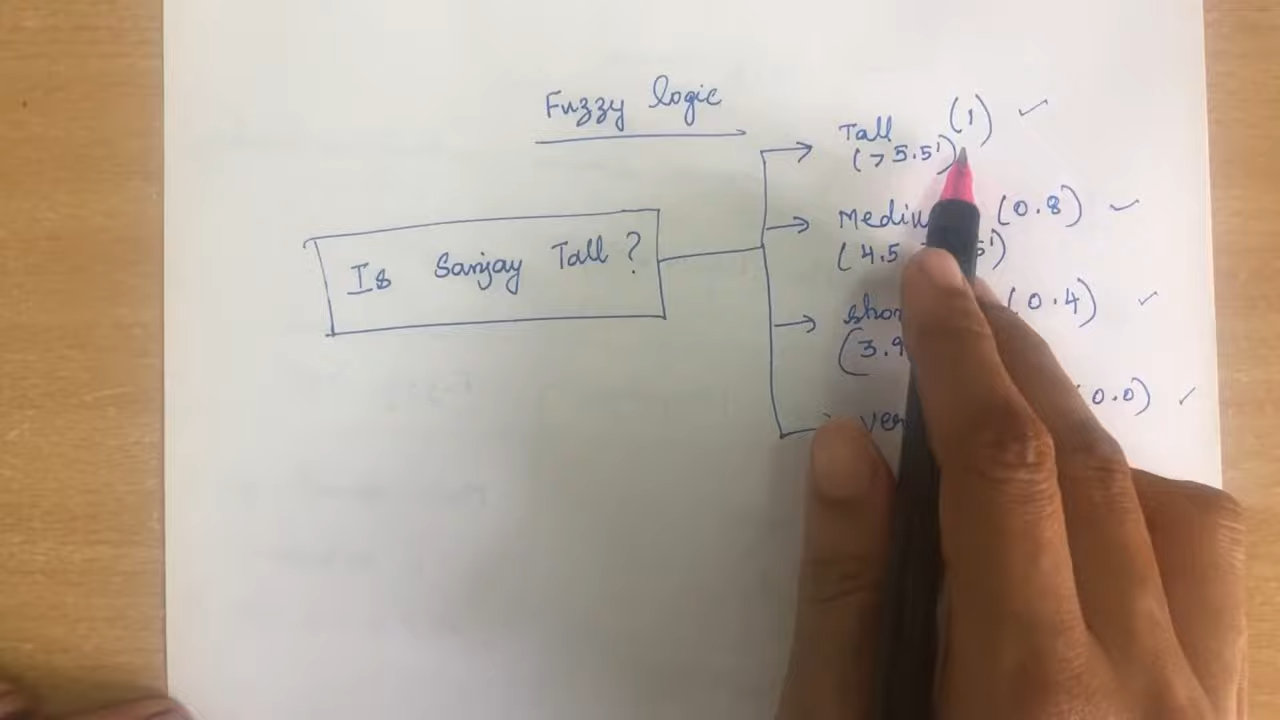 Fuzzy logic
Is Sanjay Tall ?
Tall (1) ✓
(> 5.5')
(0.8) ✓
(4.5
(0.4) ✓
(3.9
0.0) ✓